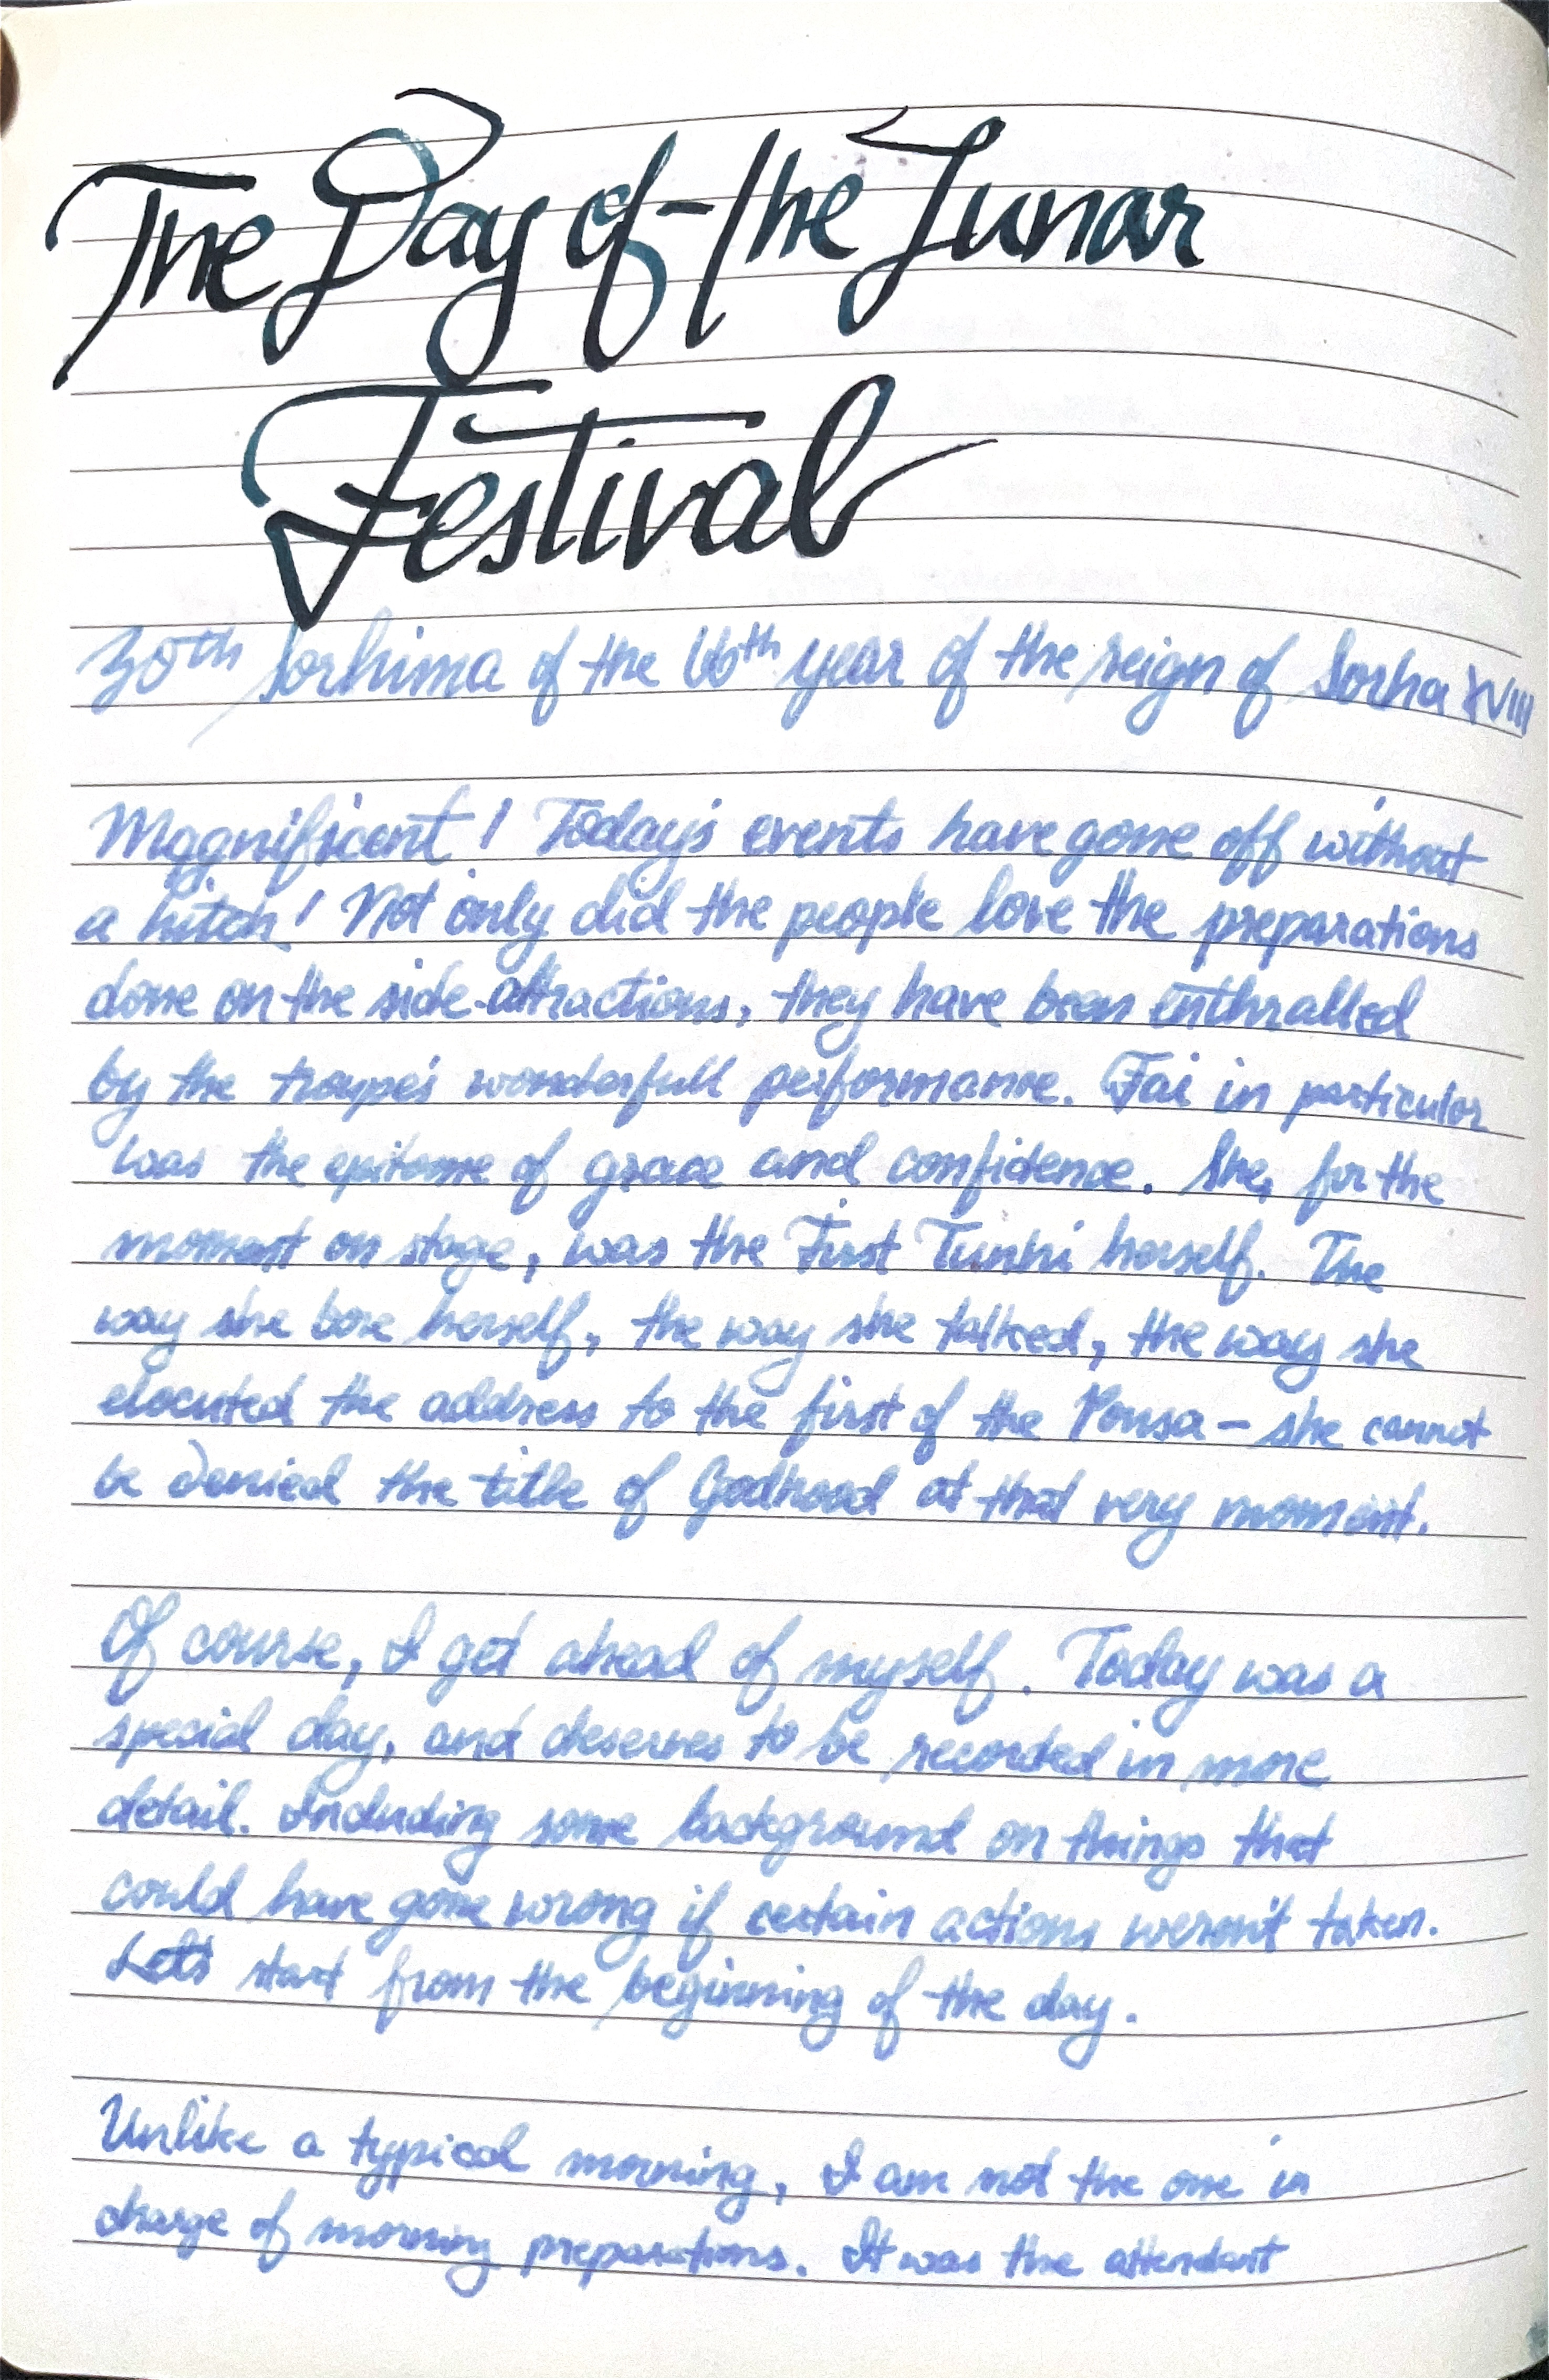 The Day of the Lunar
Festival
30th Sorhima of the 66th year of the reign of Sorha XVIII
Magnificent! Today's events have gone off without
a hitch! Not only did the people love the preparations
done on the side-attractions, they have been enthralled
by the troupe's wonderfull performance. Fai in particular
was the epitome of grace and confidence. She, for the
moment on stage, was the First Tunhi herself. The
way she bore herself, the way she talked, the way she
elocuted the address to the first of the Ponsa – she cannot
be denied the title of Godhood at that very moment.
Of course, I get ahead of myself. Today was a
special day, and deserves to be recorded in more
detail. Including some background on things that
could have gone wrong if certain actions weren't taken.
Let's start from the beginning of the day.
Unlike a typical morning, I am not the one in
charge of morning preparations. It was the attendant